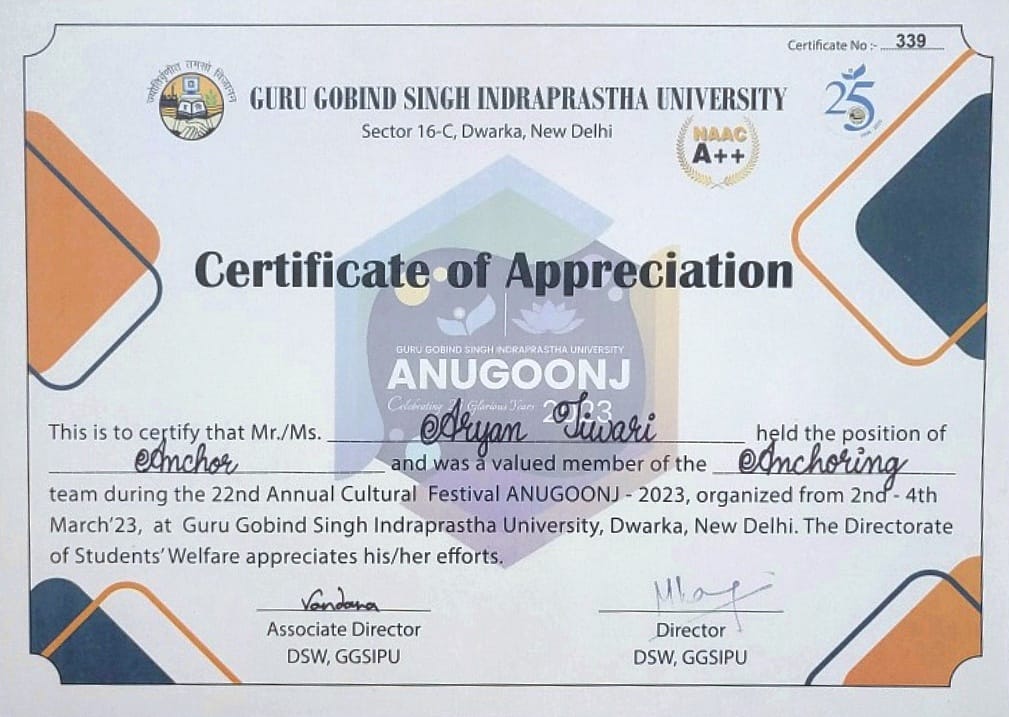 Certificate No :- 339
ज्योतिर्वृणीत तमसो विजानन
GURU GOBIND SINGH INDRAPRASTHA UNIVERSITY
25
Sector 16-C, Dwarka, New Delhi
NAAC
A++
Certificate of Appreciation
GURU GOBIND SINGH INDRAPRASTHA UNIVERSITY
ANUGOONJ
Celebrating 25 Glorious Years 2023
This is to certify that Mr./Ms. Aryan Tiwari held the position of
Anchor and was a valued member of the Anchoring
team during the 22nd Annual Cultural Festival ANUGOONJ - 2023, organized from 2nd - 4th
March'23, at Guru Gobind Singh Indraprastha University, Dwarka, New Delhi. The Directorate
of Students' Welfare appreciates his/her efforts.
Vandana
Associate Director Director
DSW, GGSIPU DSW, GGSIPU